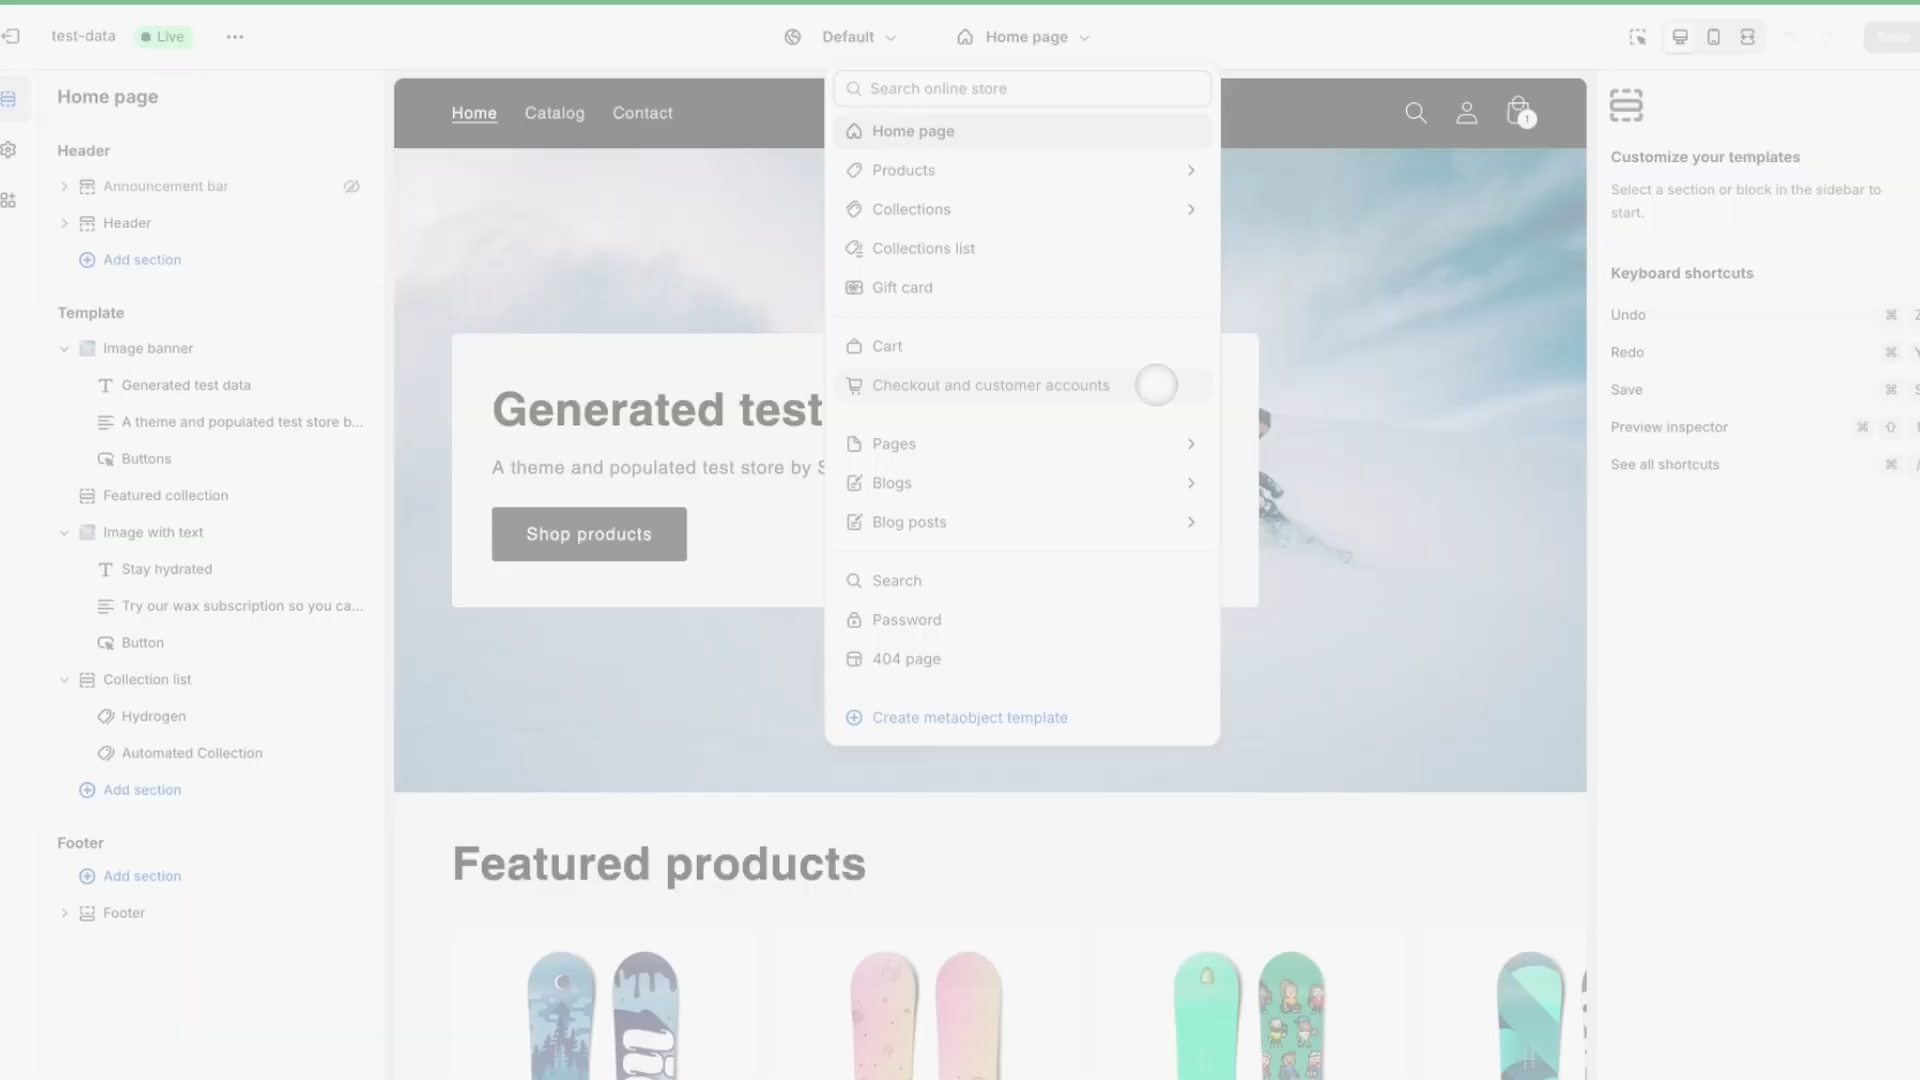 test-data
Live
Default
Home page
Home page
Header
Announcement bar
Header
Add section
Template
Image banner
Generated test data
A theme and populated test store b...
Buttons
Featured collection
Image with text
Stay hydrated
Try our wax subscription so you ca...
Button
Collection list
Hydrogen
Automated Collection
Add section
Footer
Add section
Footer
Home
Catalog
Contact
1
Generated test
A theme and populated test store by S
Shop products
Featured products
Search online store
Home page
Products
Collections
Collections list
Gift card
Cart
Checkout and customer accounts
Pages
Blogs
Blog posts
Search
Password
404 page
Create metaobject template
Customize your templates
Select a section or block in the sidebar to
start.
Keyboard shortcuts
Undo ⌘ Z
Redo ⌘ Y
Save ⌘ S
Preview inspector ⌘ ⇧
See all shortcuts ⌘ /